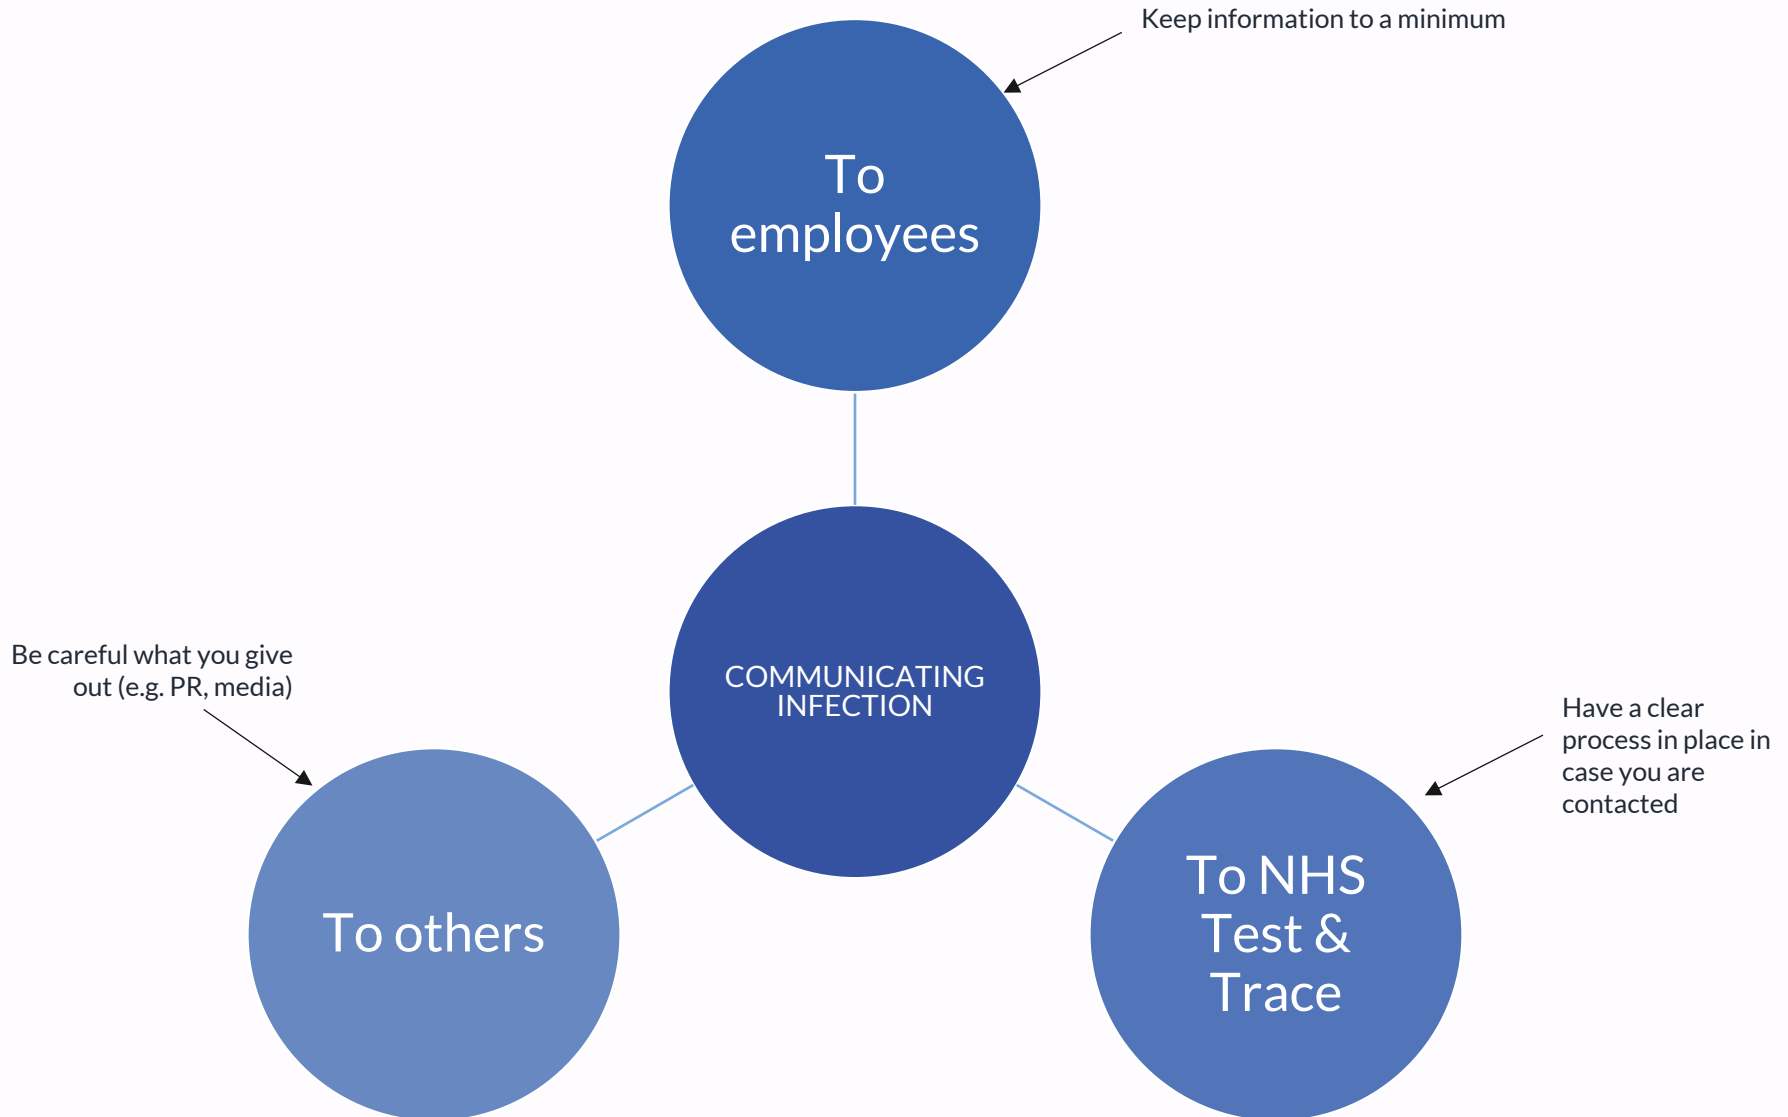 Keep information to a minimum
To
employees
COMMUNICATING
INFECTION
Be careful what you give
out (e.g. PR, media)
To others
Have a clear
process in place in
case you are
contacted
To NHS
Test &
Trace